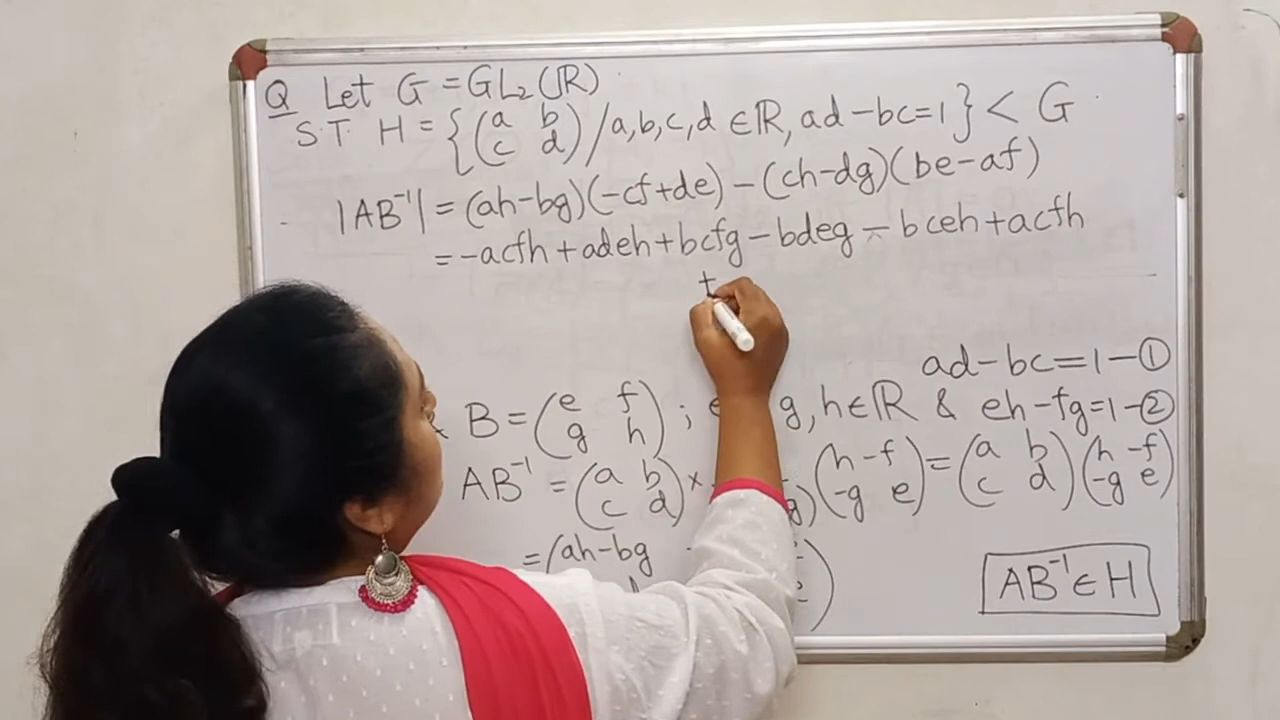 Q Let G = GL₂(ℝ)
S.T H = {(a b c d) / a,b,c,d ∈ ℝ, ad-bc=1} < G
|AB⁻¹| = (ah-bg)(-cf+de) - (ch-dg)(be-af)
= -acfh + adeh + bcfg - bdeg - bceh + acfh
+
ad-bc=1-①
B = (e f g h) ; e g, h ∈ ℝ & eh-fg=1-②
AB⁻¹ = (a b c d) × g) (h -f -g e) = (a b c d) (h -f -g e)
= (ah-bg e)
AB⁻¹ ∈ H